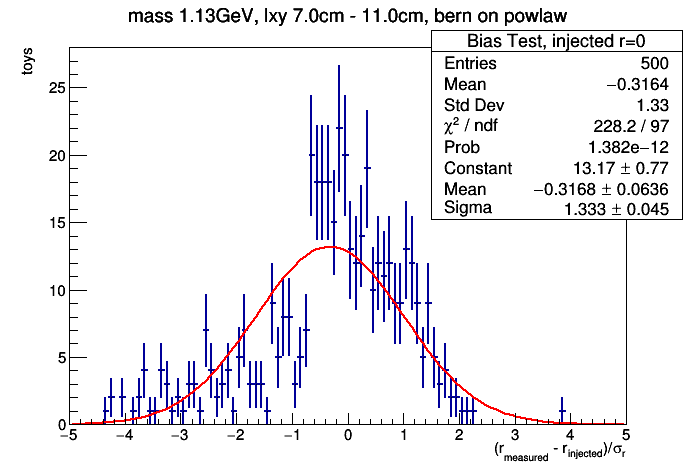 mass 1.13GeV, lxy 7.0cm - 11.0cm, bern on powlaw
Bias Test, injected r=0
Entries 500
Mean −0.3164
Std Dev 1.33
χ² / ndf 228.2 / 97
Prob 1.382e−12
Constant 13.17 ± 0.77
Mean −0.3168 ± 0.0636
Sigma 1.333 ± 0.045
toys
25
20
15
10
5
0
−5 −4 −3 −2 −1 0 1 2 3 4 5
(r_measured - r_injected)/σ_r